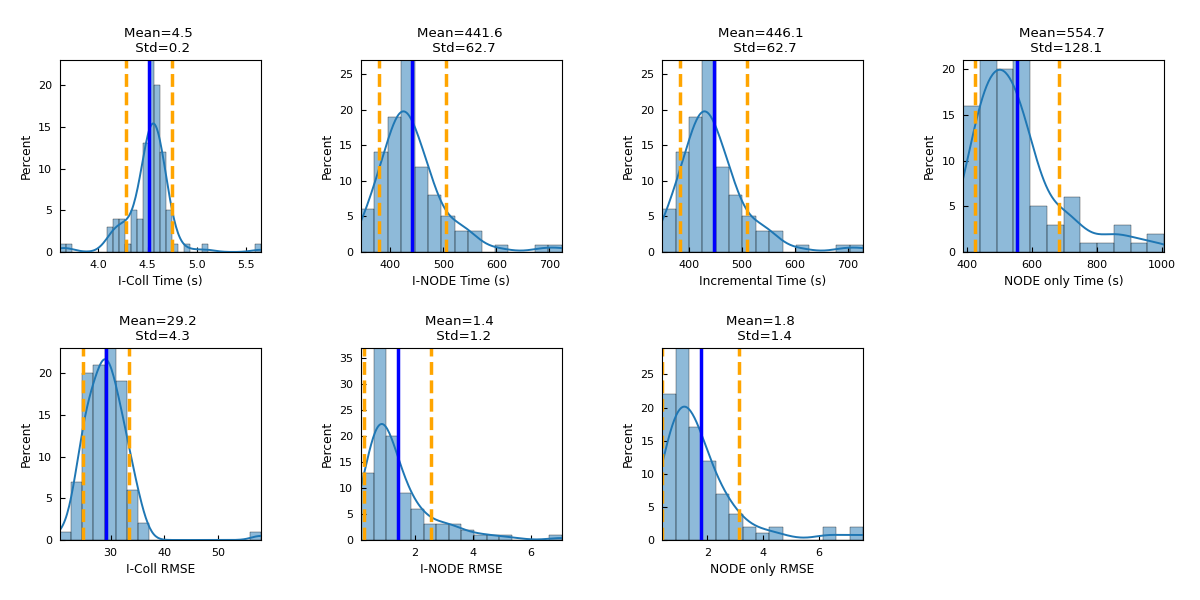 Mean=4.5
Std=0.2
Percent
20
15
10
5
0
4.0 4.5 5.0 5.5
I-Coll Time (s)
Mean=441.6
Std=62.7
Percent
25
20
15
10
5
0
400 500 600 700
I-NODE Time (s)
Mean=446.1
Std=62.7
Percent
25
20
15
10
5
0
400 500 600 700
Incremental Time (s)
Mean=554.7
Std=128.1
Percent
20
15
10
5
0
400 600 800 1000
NODE only Time (s)
Mean=29.2
Std=4.3
Percent
20
15
10
5
0
30 40 50
I-Coll RMSE
Mean=1.4
Std=1.2
Percent
35
30
25
20
15
10
5
0
2 4 6
I-NODE RMSE
Mean=1.8
Std=1.4
Percent
25
20
15
10
5
0
2 4 6
NODE only RMSE